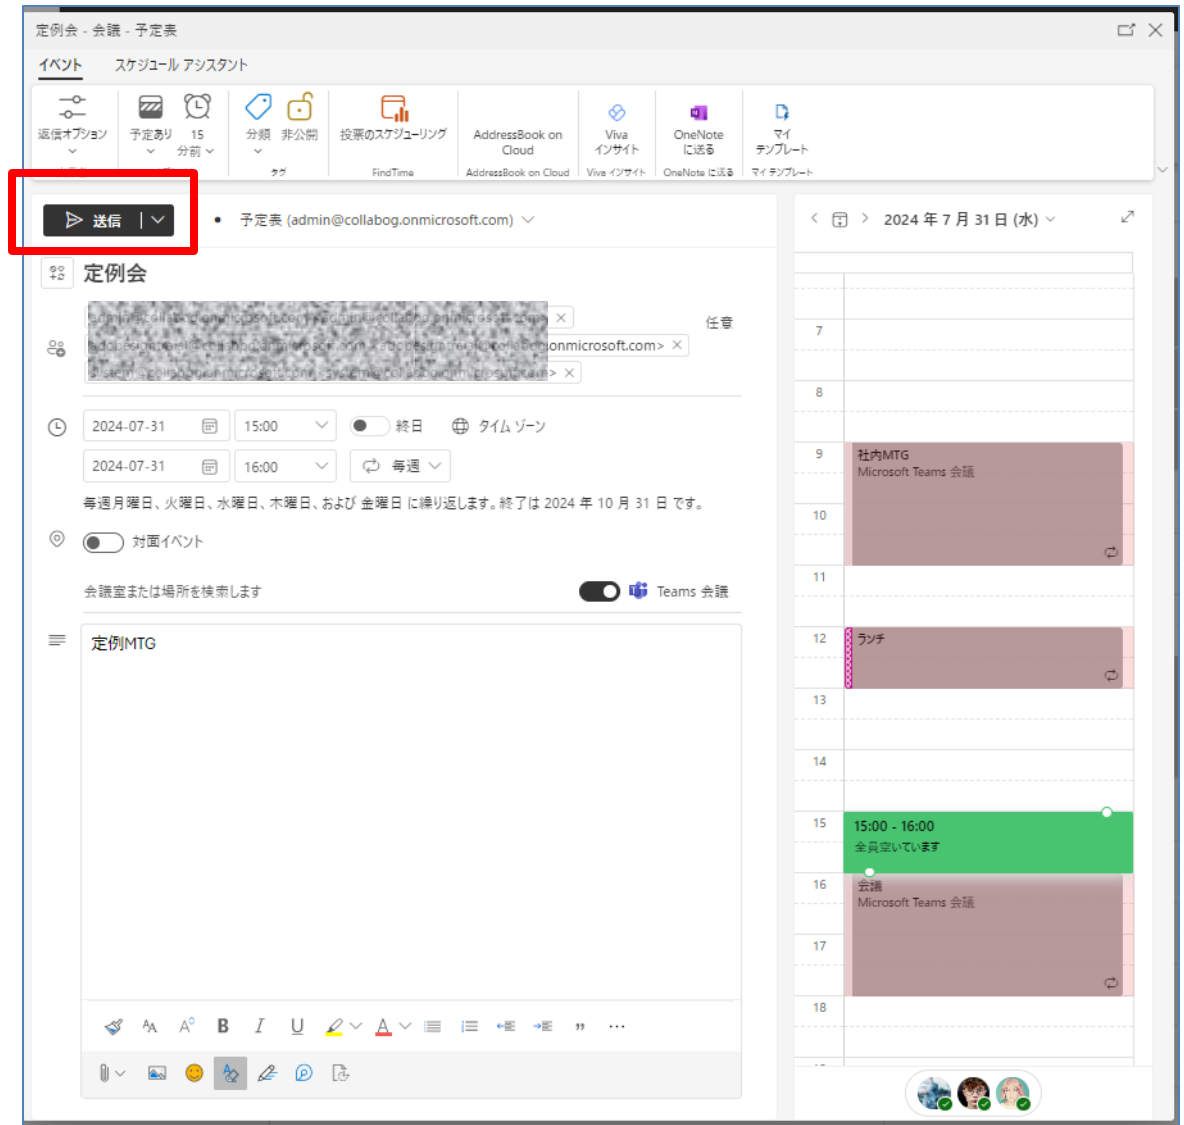 定例会 - 会議 - 予定表
イベント スケジュール アシスタント
返信オプション 予定あり 15 分前 分類 非公開 投票のスケジューリング AddressBook on Cloud Viva インサイト OneNote に送る マイ テンプレート
タグ FindTime AddressBook on Cloud Viva インサイト OneNote に送る マイ テンプレート
送信 予定表 (admin@collabog.onmicrosoft.com)
定例会
任意
onmicrosoft.com>
2024-07-31 15:00 終日 タイム ゾーン
2024-07-31 16:00 毎週
毎週月曜日、火曜日、水曜日、木曜日、および 金曜日 に繰り返します。終了は 2024 年 10 月 31 日 です。
対面イベント
会議室または場所を検索します Teams 会議
定例MTG
2024 年 7 月 31 日 (水)
7
8
9 社内MTG
Microsoft Teams 会議
10
11
12 ランチ
13
14
15 15:00 - 16:00
全員空いています
16 会議
Microsoft Teams 会議
17
18